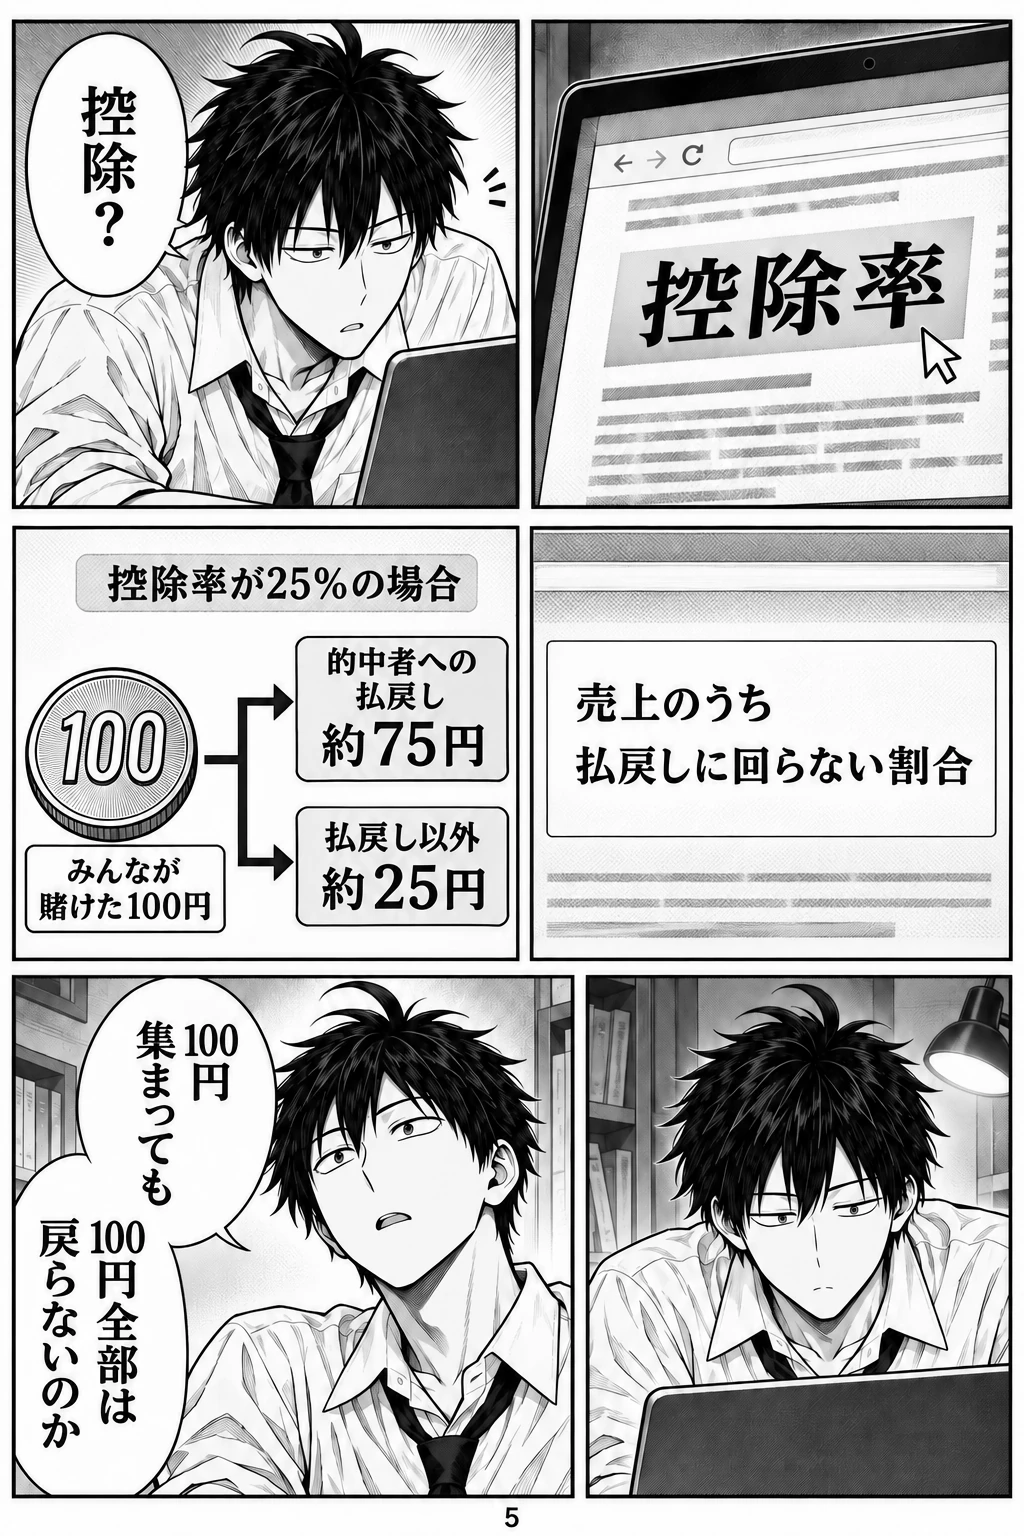 控除？
控除率
控除率が25%の場合
100
みんなが
賭けた100円
的中者への
払戻し
約75円
払戻し以外
約25円
売上のうち
払戻しに回らない割合
100円
集まっても
100円全部は
戻らないのか
5